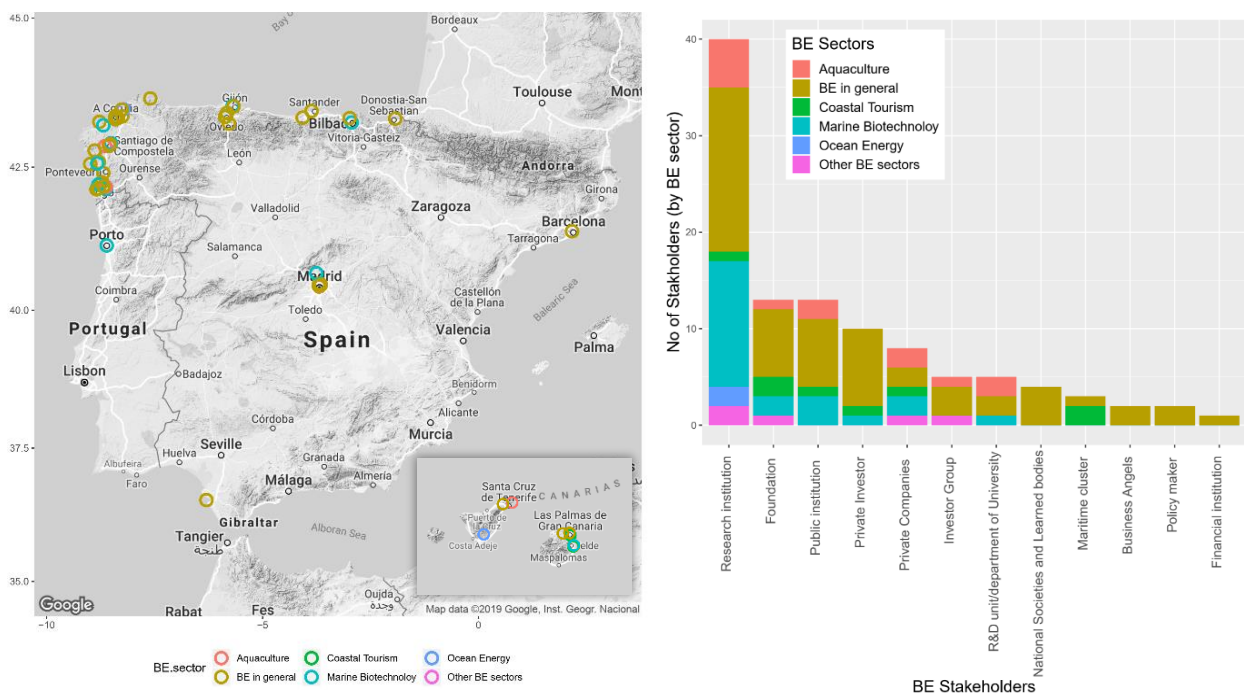 45.0
42.5
40.0
37.5
35.0
−10
−5
0
Bay
Bordeaux
Toulouse
Mont
A Coruña
Gijón
Oviedo
Santander
Bilbao
Donostia-San
Sebastian
Vitoria-Gasteiz
Santiago de
Compostela
León
Andorra
Pontevedra
Ourense
Girona
Valladolid
Zaragoza
Barcelona
Tarragona
Porto
Salamanca
Madrid
Coimbra
Toledo
Castellón
de la Plana
Balearic Sea
Portugal
Spain
Valencia
Palma
Lisbon
Badajoz
Benidorm
Alicante
Córdoba
Murcia
Seville
Huelva
Albufeira
Faro
Granada
Almería
Málaga
Gibraltar
Alboran Sea
Tangier
طنجة
Santa Cruz
de Tenerife
CANARIAS
Puerto de
la Cruz
Las Palmas de
Gran Canaria
Costa Adeje
elde
Maspalomas
Oujda
وجدة
Rabat
Fes
Google
Map data ©2019 Google, Inst. Geogr. Nacional
BE.sector
Aquaculture
Coastal Tourism
Ocean Energy
BE in general
Marine Biotechnoloy
Other BE sectors
No of Stakholders (by BE sector)
40
30
20
10
0
BE Sectors
Aquaculture
BE in general
Coastal Tourism
Marine Biotechnoloy
Ocean Energy
Other BE sectors
Research institution
Foundation
Public institution
Private Investor
Private Companies
Investor Group
R&D unit/department of University
National Societies and Learned bodies
Maritime cluster
Business Angels
Policy maker
Financial institution
BE Stakeholders